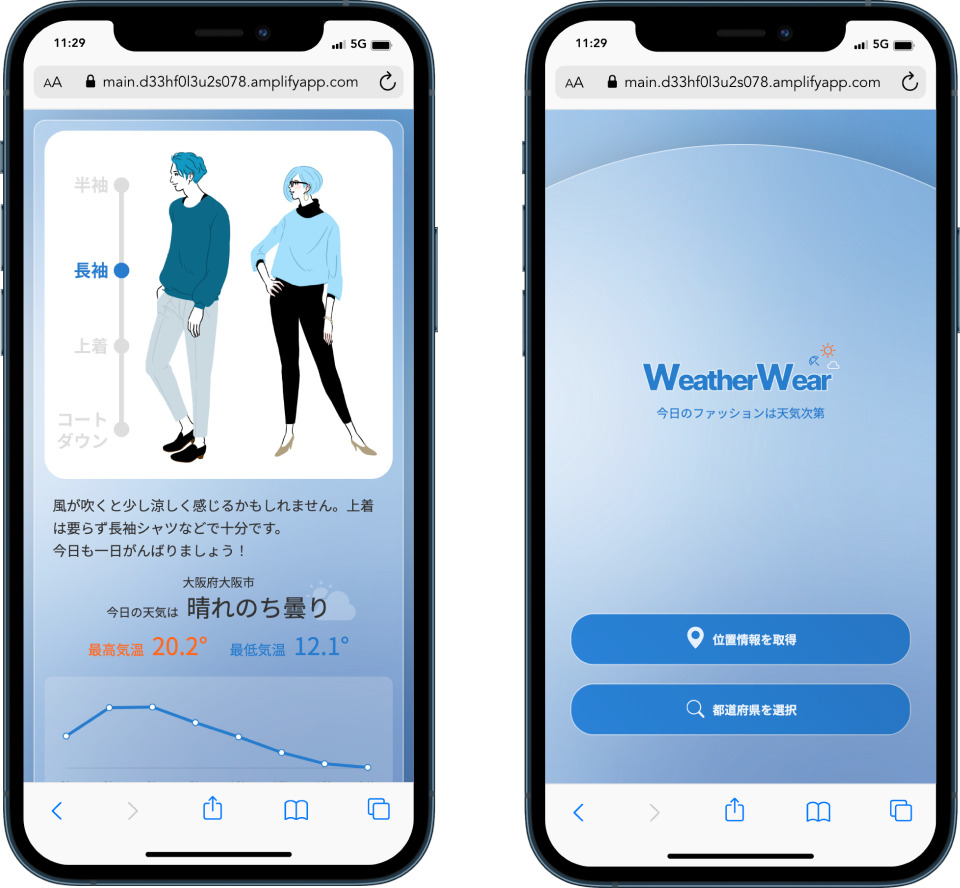 11:29
5G
AA
main.d33hf0l3u2s078.amplifyapp.com
半袖
長袖
上着
コート
ダウン
風が吹くと少し涼しく感じるかもしれません。上着
は要らず長袖シャツなどで十分です。
今日も一日がんばりましょう！
大阪府大阪市
今日の天気は 晴れのち曇り
最高気温 20.2° 最低気温 12.1°
11:29
5G
AA
main.d33hf0l3u2s078.amplifyapp.com
WeatherWear
今日のファッションは天気次第
位置情報を取得
都道府県を選択